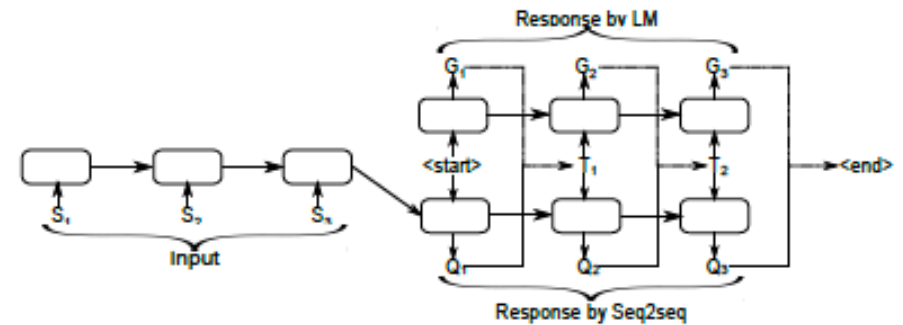 Response by LM
G₁ G₂ G₃
<start> T₁ T₂ <end>
S₁ S₂ S₃
Input
Q₁ Q₂ Q₃
Response by Seq2seq